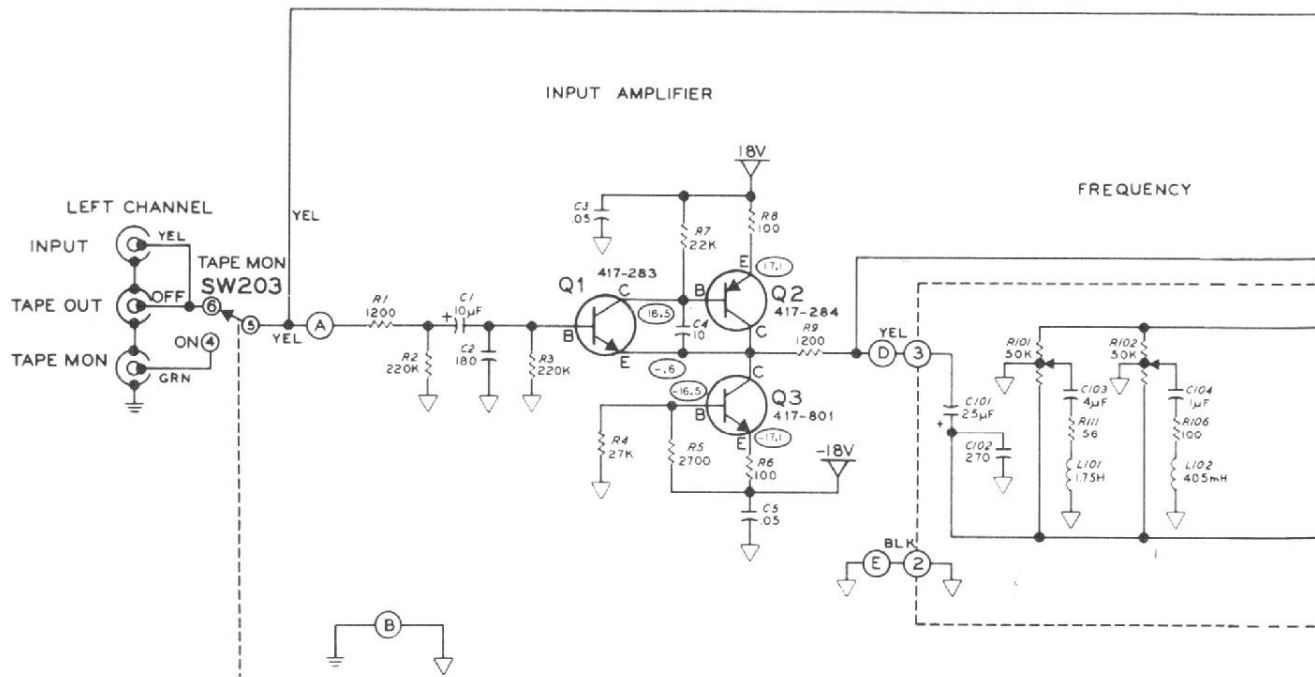 INPUT AMPLIFIER
FREQUENCY
LEFT CHANNEL
INPUT
YEL
TAPE OUT
OFF
TAPE MON
GRN
TAPE MON
SW203
6
5
ON 4
YEL
YEL
A
R1
1200
R2
220K
C1
+
10µF
C2
180
R3
220K
Q1
417-283
B
C
E
16.5
-.6
C3
.05
18V
R7
22K
R8
100
C4
10
E
17.1
B
Q2
417-284
C
R9
1200
C
-16.5
B
Q3
417-801
E
-17.1
R4
27K
R5
2700
R6
100
-18V
C5
.05
YEL
D
3
C101
25µF
+
C102
270
R101
50K
C103
4µF
R111
56
L101
1.75H
R102
50K
C104
1µF
R106
100
L102
405mH
BLK
E
2
B